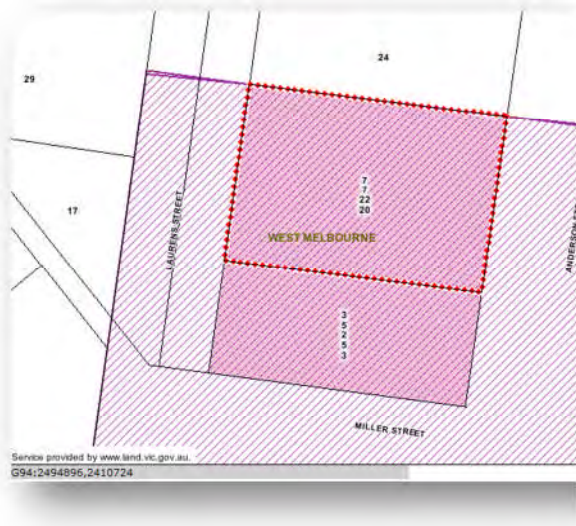 24
29
7
7
22
20
17
LAURENS STREET
WEST MELBOURNE
ANDERSON
3
5
2
5
3
MILLER STREET
Service provided by www.land.vic.gov.au.
G94:2494896,2410724